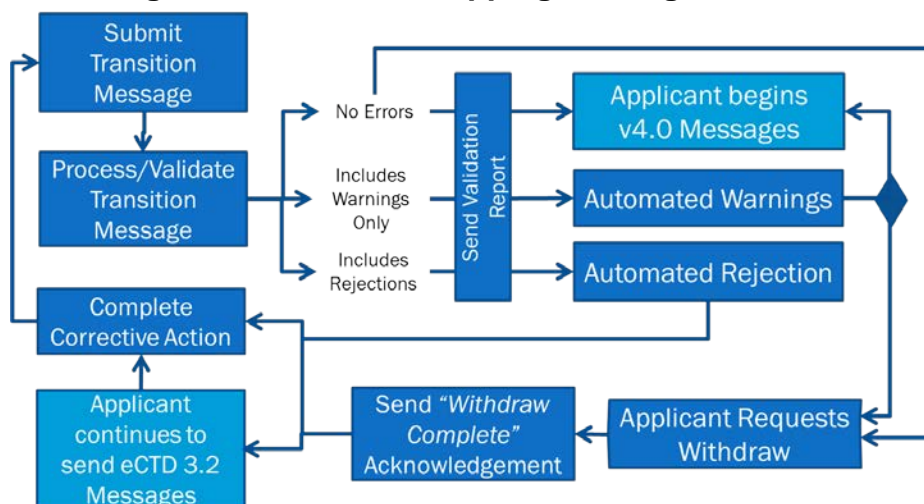 Submit
Transition
Message
Process/Validate
Transition
Message
No Errors
Includes
Warnings
Only
Includes
Rejections
Send Validation
Report
Applicant begins
v4.0 Messages
Automated Warnings
Automated Rejection
Complete
Corrective Action
Applicant
continues to
send eCTD 3.2
Messages
Send “Withdraw
Complete”
Acknowledgement
Applicant Requests
Withdraw